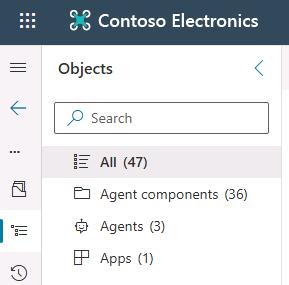 Contoso Electronics
Objects
Search
All (47)
Agent components (36)
Agents (3)
Apps (1)